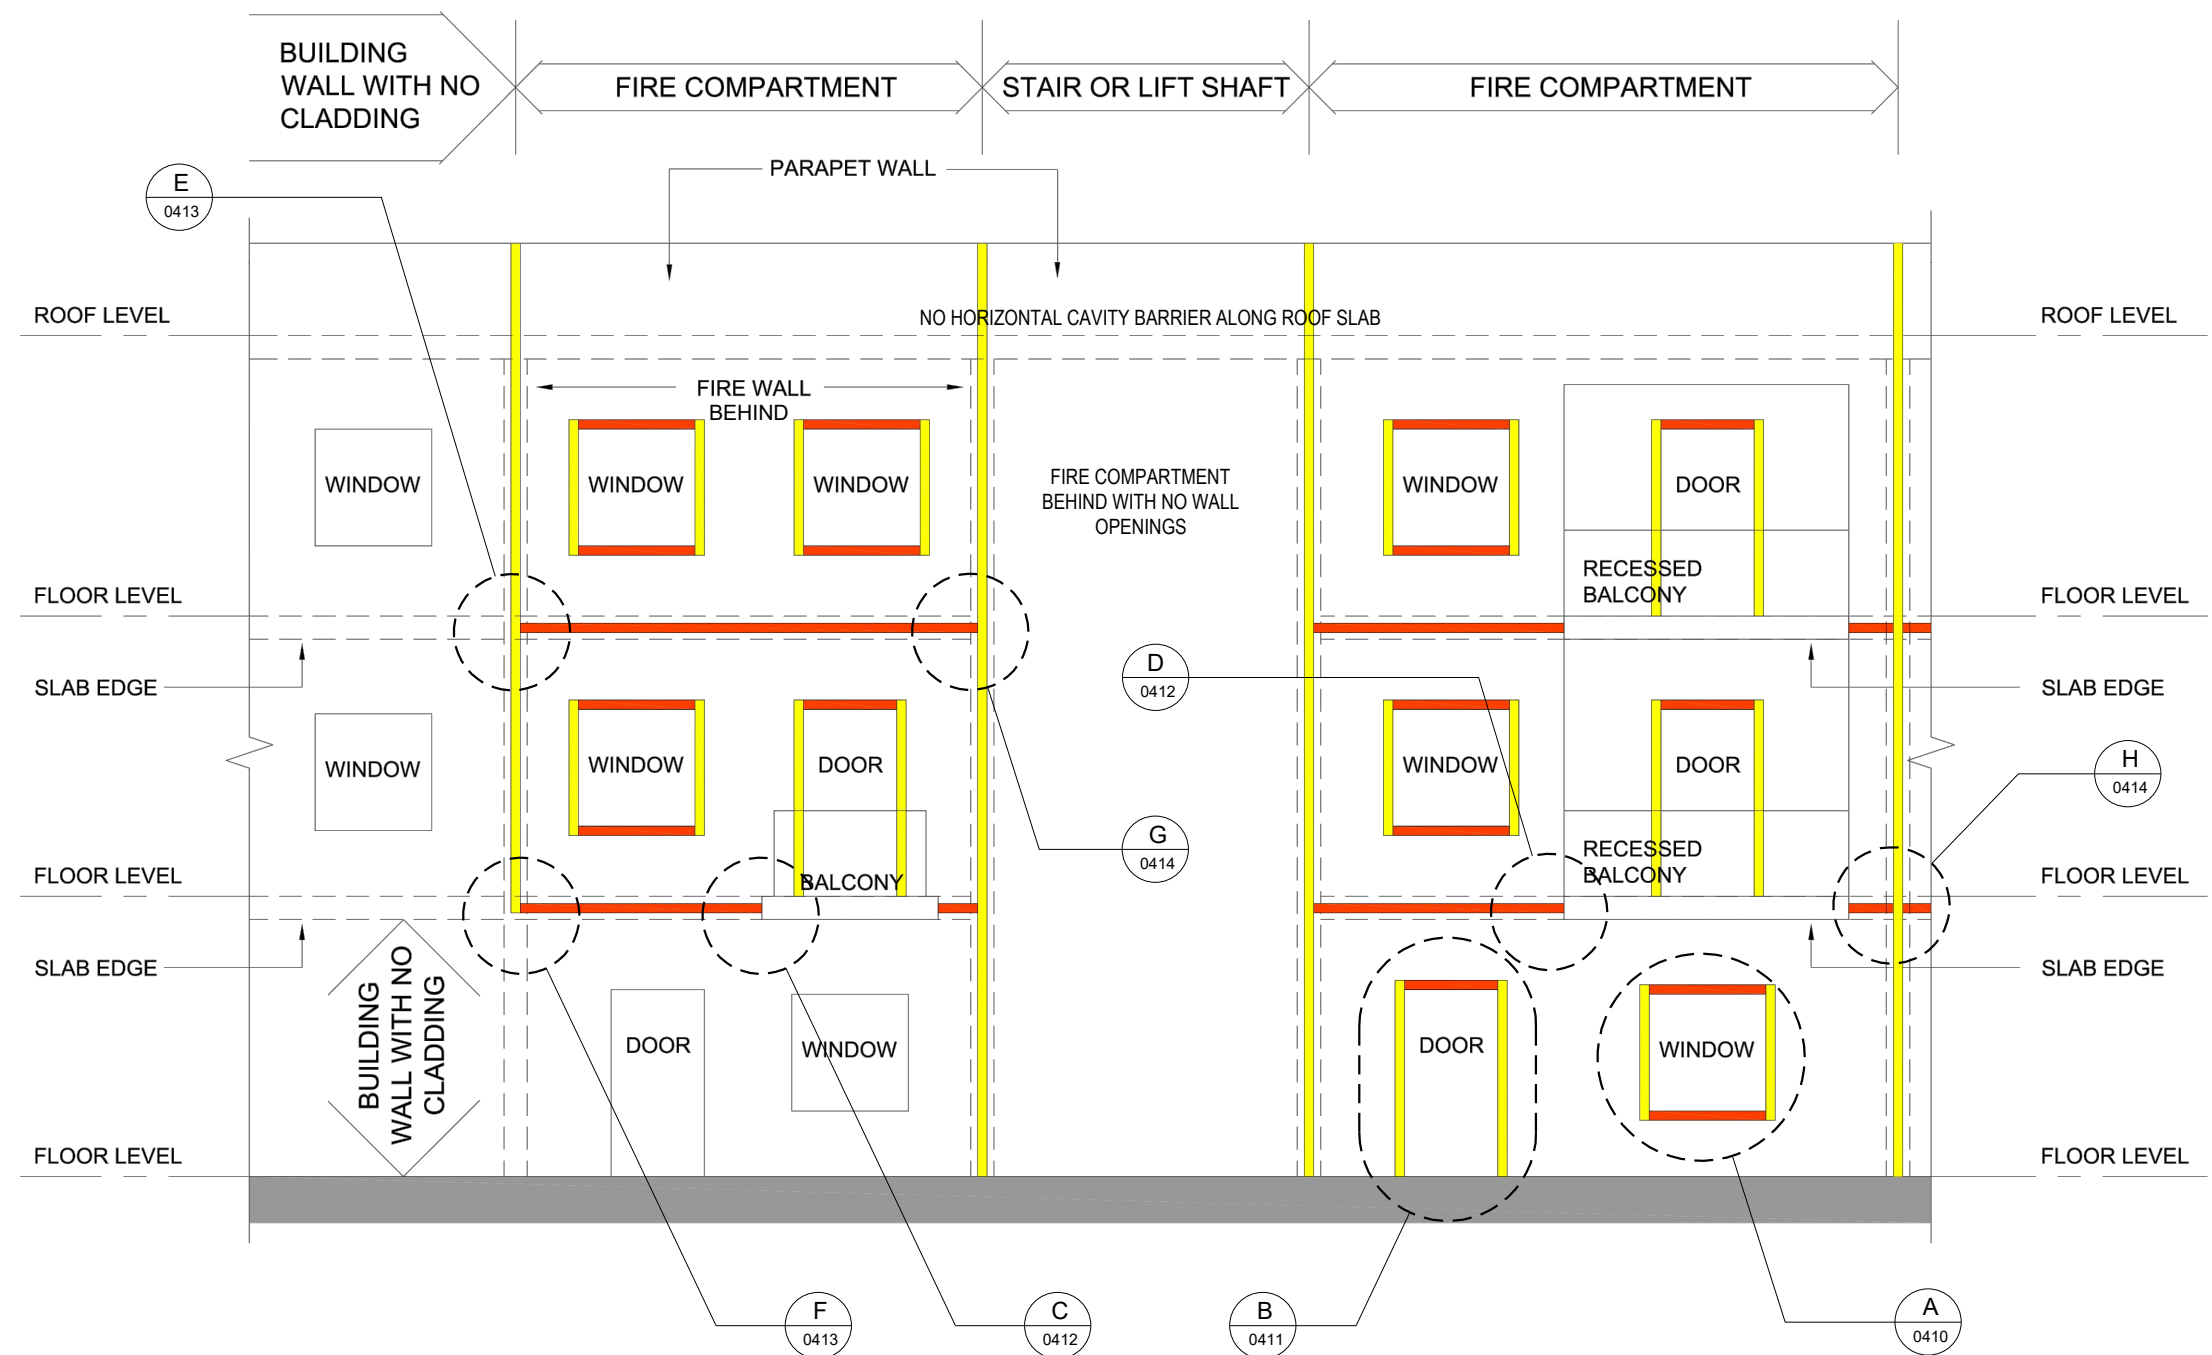 BUILDING
WALL WITH NO
CLADDING
FIRE COMPARTMENT
STAIR OR LIFT SHAFT
FIRE COMPARTMENT
PARAPET WALL
E
0413
ROOF LEVEL
NO HORIZONTAL CAVITY BARRIER ALONG ROOF SLAB
ROOF LEVEL
FIRE WALL
BEHIND
WINDOW
WINDOW
WINDOW
FIRE COMPARTMENT
BEHIND WITH NO WALL
OPENINGS
WINDOW
DOOR
RECESSED
BALCONY
FLOOR LEVEL
FLOOR LEVEL
D
0412
SLAB EDGE
SLAB EDGE
WINDOW
WINDOW
DOOR
WINDOW
DOOR
H
0414
G
0414
RECESSED
BALCONY
FLOOR LEVEL
BALCONY
FLOOR LEVEL
SLAB EDGE
SLAB EDGE
BUILDING
WALL WITH NO
CLADDING
DOOR
WINDOW
DOOR
WINDOW
FLOOR LEVEL
FLOOR LEVEL
F
0413
C
0412
B
0411
A
0410